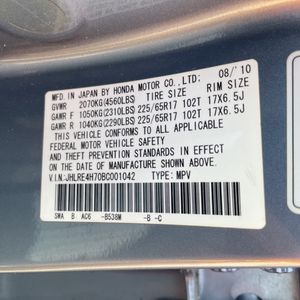 MFD. IN JAPAN BY HONDA MOTOR CO.,LTD. 08/'10
GVWR 2070KG(4560LBS) TIRE SIZE RIM SIZE
GAWR F 1050KG(2310LBS) 225/65R17 102T 17X6.5J
GAWR R 1040KG(2290LBS) 225/65R17 102T 17X6.5J
THIS VEHICLE CONFORMS TO ALL APPLICABLE
FEDERAL MOTOR VEHICLE SAFETY
AND THEFT PREVENTION STANDARDS IN EFFECT ON
THE DATE OF MANUFACTURE SHOWN ABOVE.
V.I.N:JHLRE4H70BC001042 TYPE: MPV
SWA B AC6 -B538M -B -C